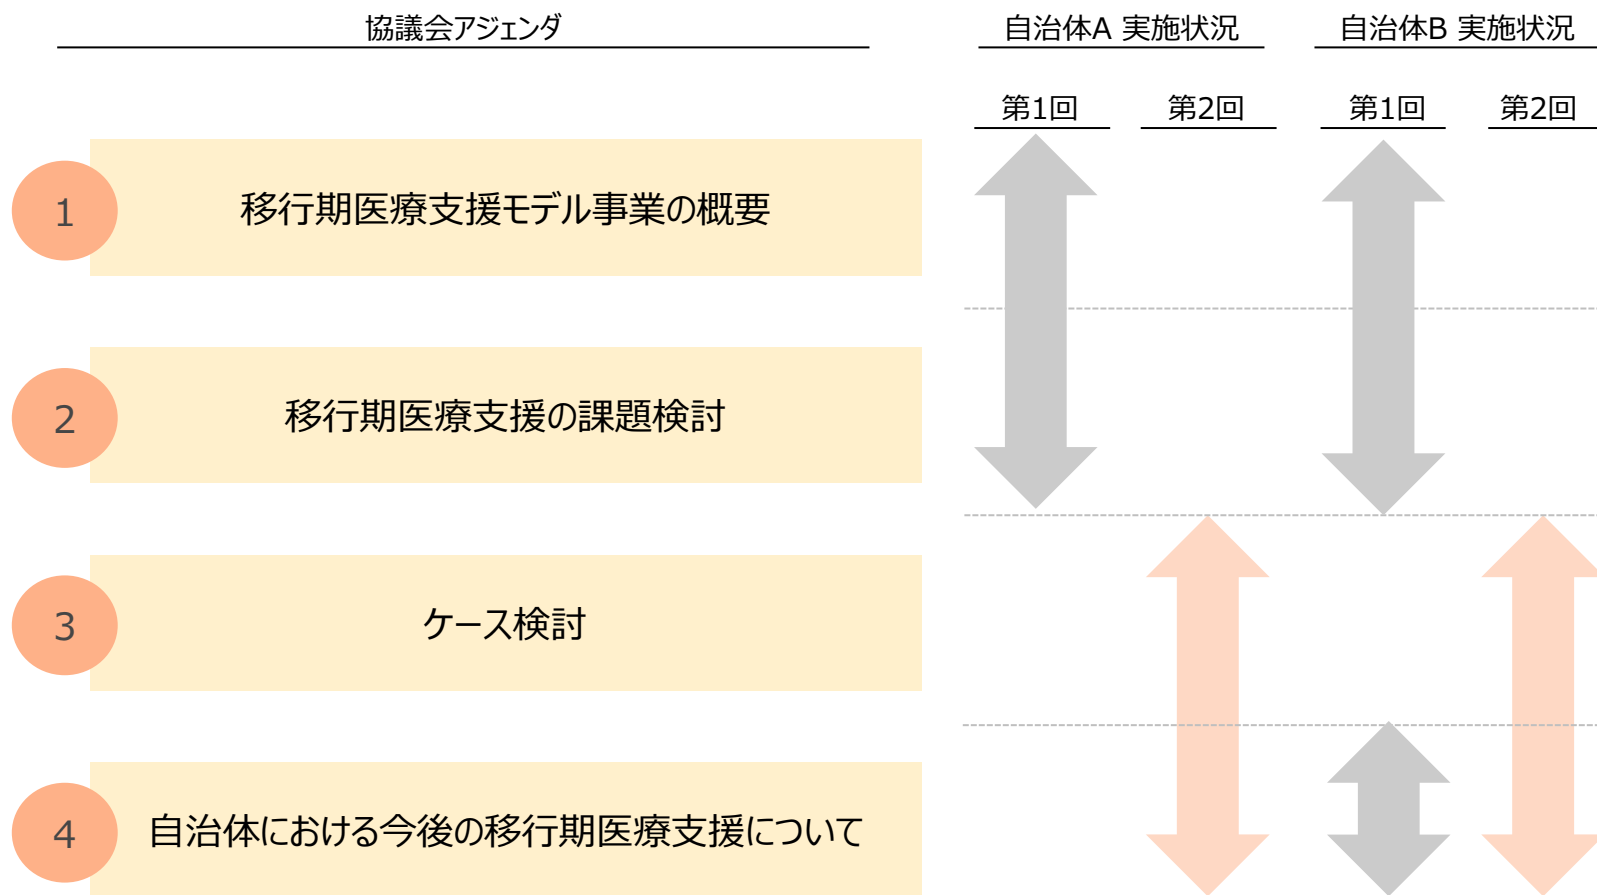 協議会アジェンダ
自治体A 実施状況
自治体B 実施状況
第1回
第2回
第1回
第2回
1
移行期医療支援モデル事業の概要
2
移行期医療支援の課題検討
3
ケース検討
4
自治体における今後の移行期医療支援について